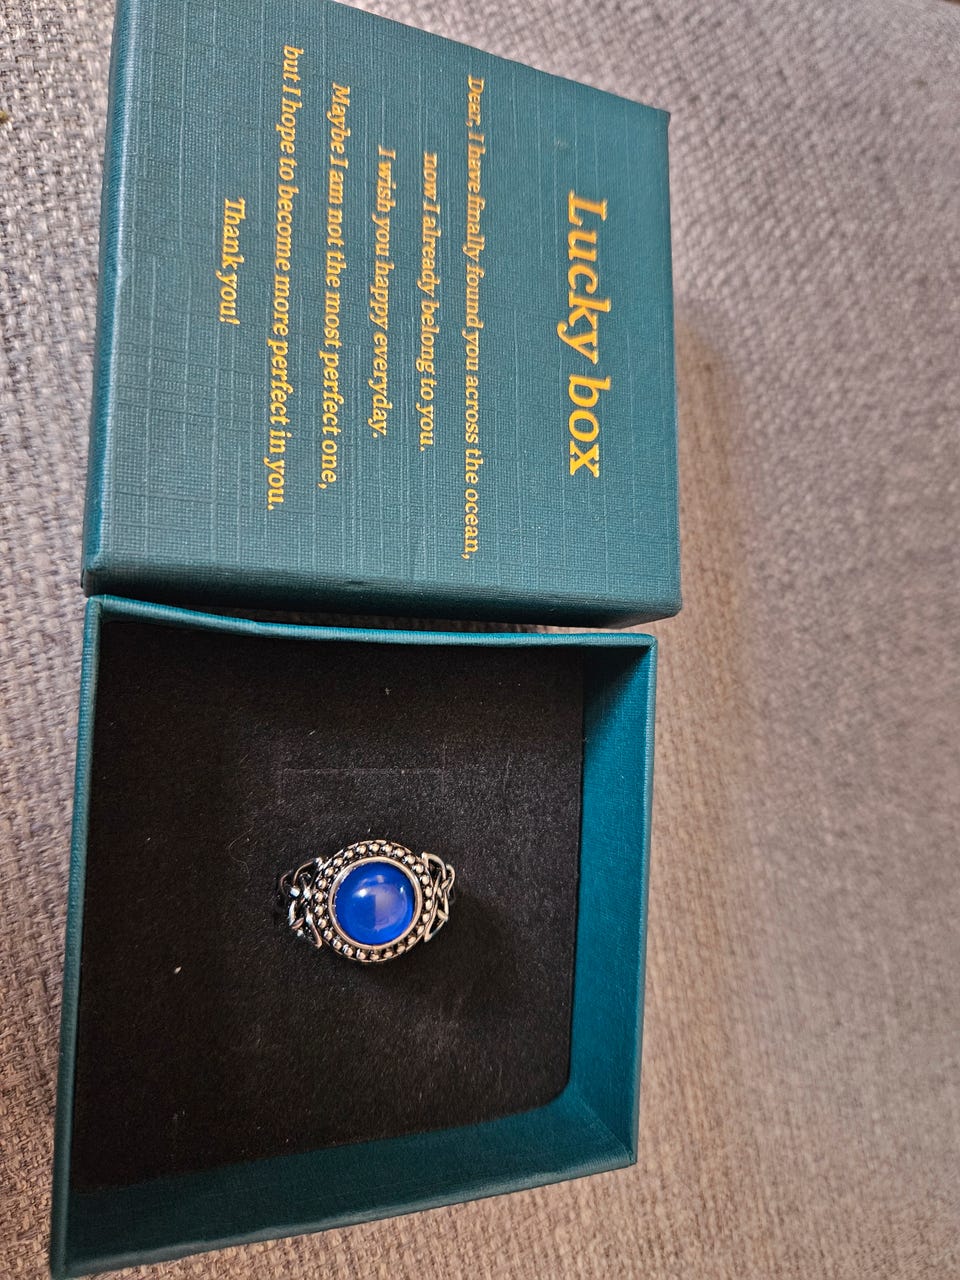 Lucky box
Dear, I have finally found you across the ocean,
now I already belong to you.
I wish you happy everyday.
Maybe I am not the most perfect one,
but I hope to become more perfect in you.
Thank you!